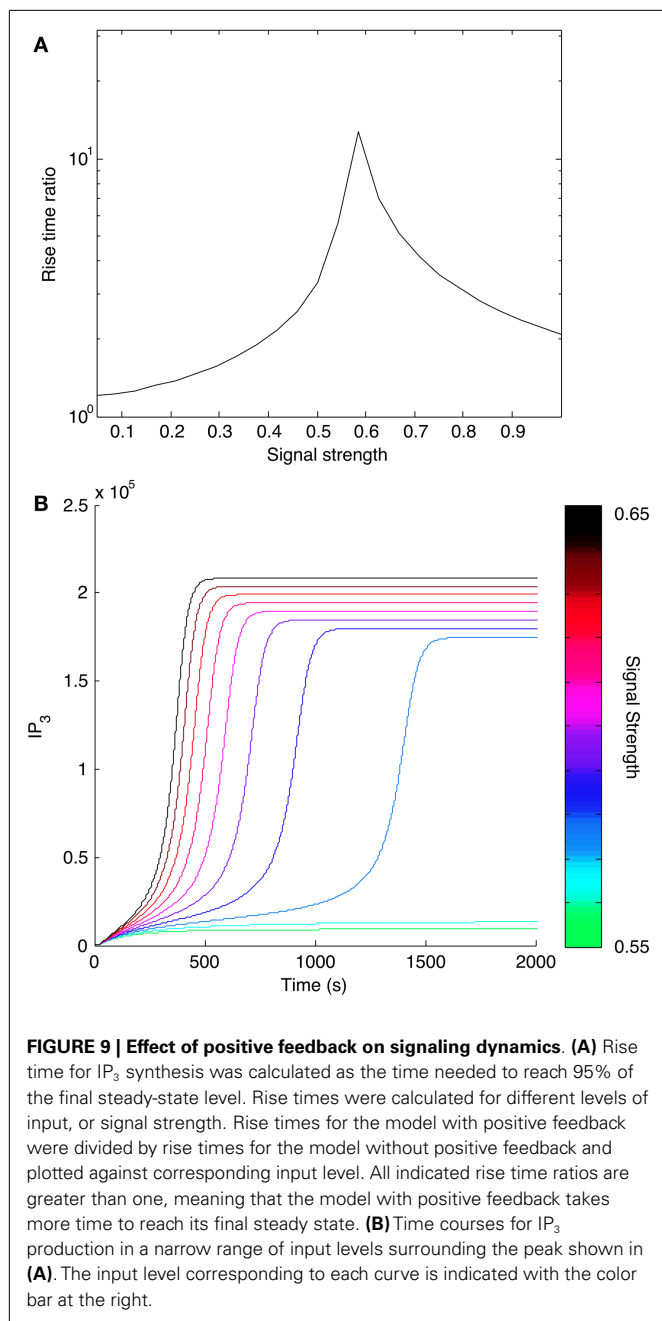 A
10¹
Rise time ratio
10⁰
0.1 0.2 0.3 0.4 0.5 0.6 0.7 0.8 0.9
Signal strength
B
x 10⁵
2.5
2
1.5
1
0.5
0
IP₃
0 500 1000 1500 2000
Time (s)
0.65
Signal Strength
0.55
FIGURE 9 | Effect of positive feedback on signaling dynamics. (A) Rise
time for IP₃ synthesis was calculated as the time needed to reach 95% of
the final steady-state level. Rise times were calculated for different levels of
input, or signal strength. Rise times for the model with positive feedback
were divided by rise times for the model without positive feedback and
plotted against corresponding input level. All indicated rise time ratios are
greater than one, meaning that the model with positive feedback takes
more time to reach its final steady state. (B) Time courses for IP₃
production in a narrow range of input levels surrounding the peak shown in
(A). The input level corresponding to each curve is indicated with the color
bar at the right.